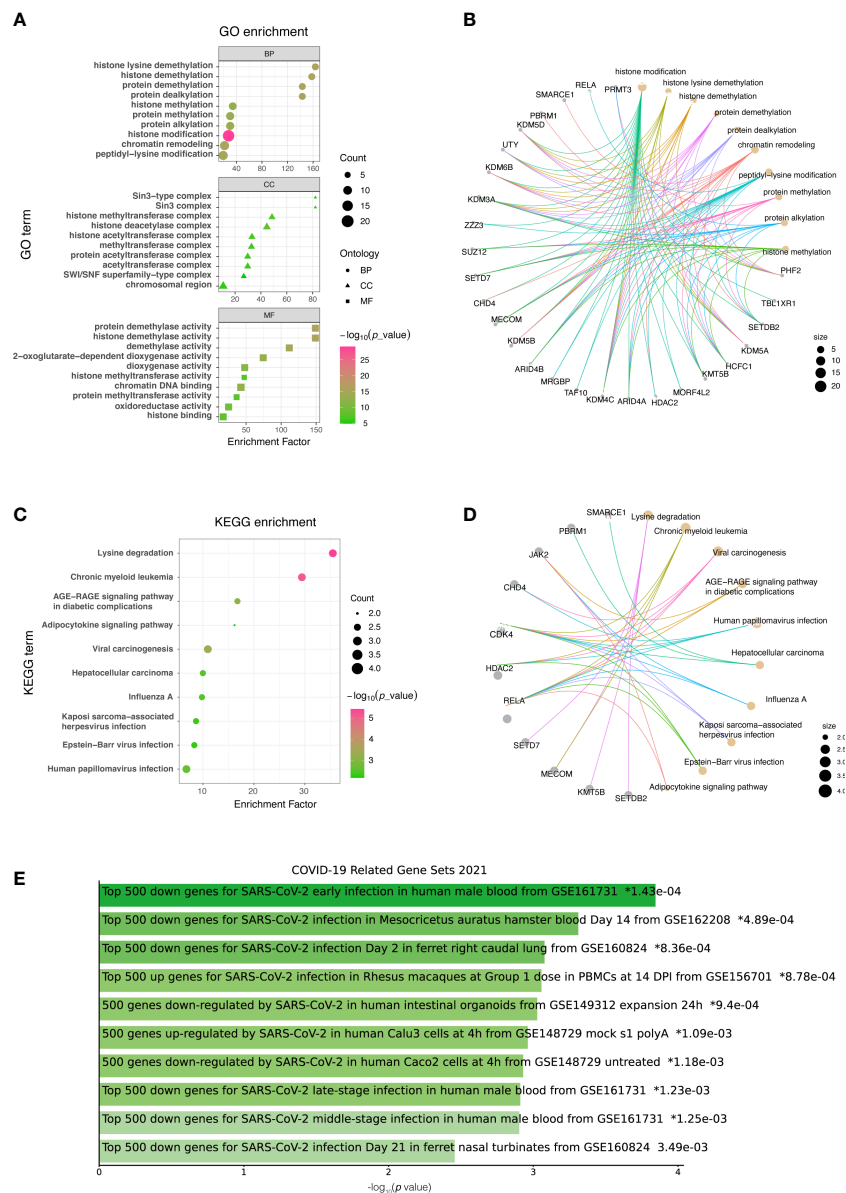 A
GO enrichment
BP
histone lysine demethylation
histone demethylation
protein demethylation
protein dealkylation
histone methylation
protein methylation
protein alkylation
histone modification
chromatin remodeling
peptidyl−lysine modification
40 80 120 160
CC
Sin3−type complex
Sin3 complex
histone methyltransferase complex
histone deacetylase complex
histone acetyltransferase complex
methyltransferase complex
protein acetyltransferase complex
acetyltransferase complex
SWI/SNF superfamily−type complex
chromosomal region
20 40 60 80
MF
protein demethylase activity
histone demethylase activity
demethylase activity
2−oxoglutarate−dependent dioxygenase activity
dioxygenase activity
histone methyltransferase activity
chromatin DNA binding
protein methyltransferase activity
oxidoreductase activity
histone binding
50 100 150
Enrichment Factor
GO term
Count
5
10
15
20
Ontology
BP
CC
MF
−log10(p_value)
25
20
15
10
5
B
histone modification
histone lysine demethylation
histone demethylation
protein demethylation
protein dealkylation
chromatin remodeling
peptidyl−lysine modification
protein methylation
protein alkylation
histone methylation
PHF2
TBL1XR1
SETDB2
KDM5A
HCFC1
KMT5B
MORF4L2
HDAC2
ARID4A
KDM4C
TAF10
MRGBP
ARID4B
KDM5B
MECOM
CHD4
SETD7
SUZ12
ZZZ3
KDM3A
KDM6B
UTY
KDM5D
PBRM1
SMARCE1
RELA
PRMT3
size
5
10
15
20
C
KEGG enrichment
Lysine degradation
Chronic myeloid leukemia
AGE−RAGE signaling pathway
in diabetic complications
Adipocytokine signaling pathway
Viral carcinogenesis
Hepatocellular carcinoma
Influenza A
Kaposi sarcoma−associated
herpesvirus infection
Epstein−Barr virus infection
Human papillomavirus infection
10 20 30
Enrichment Factor
KEGG term
Count
2.0
2.5
3.0
3.5
4.0
−log10(p_value)
5
4
3
D
Lysine degradation
Chronic myeloid leukemia
Viral carcinogenesis
AGE−RAGE signaling pathway
in diabetic complications
Human papillomavirus infection
Hepatocellular carcinoma
Influenza A
Kaposi sarcoma−associated
herpesvirus infection
Epstein−Barr virus infection
Adipocytokine signaling pathway
SETDB2
KMT5B
MECOM
SETD7
RELA
HDAC2
CDK4
CHD4
JAK2
PBRM1
SMARCE1
size
2.0
2.5
3.0
3.5
4.0
E
COVID-19 Related Gene Sets 2021
Top 500 down genes for SARS-CoV-2 early infection in human male blood from GSE161731 *1.43e-04
Top 500 down genes for SARS-CoV-2 infection in Mesocricetus auratus hamster blood Day 14 from GSE162208 *4.89e-04
Top 500 down genes for SARS-CoV-2 infection Day 2 in ferret right caudal lung from GSE160824 *8.36e-04
Top 500 up genes for SARS-CoV-2 infection in Rhesus macaques at Group 1 dose in PBMCs at 14 DPI from GSE156701 *8.78e-04
500 genes down-regulated by SARS-CoV-2 in human intestinal organoids from GSE149312 expansion 24h *9.4e-04
500 genes up-regulated by SARS-CoV-2 in human Calu3 cells at 4h from GSE148729 mock s1 polyA *1.09e-03
500 genes down-regulated by SARS-CoV-2 in human Caco2 cells at 4h from GSE148729 untreated *1.18e-03
Top 500 down genes for SARS-CoV-2 late-stage infection in human male blood from GSE161731 *1.23e-03
Top 500 down genes for SARS-CoV-2 middle-stage infection in human male blood from GSE161731 *1.25e-03
Top 500 down genes for SARS-CoV-2 infection Day 21 in ferret nasal turbinates from GSE160824 3.49e-03
0 1 2 3 4
-log10(p value)